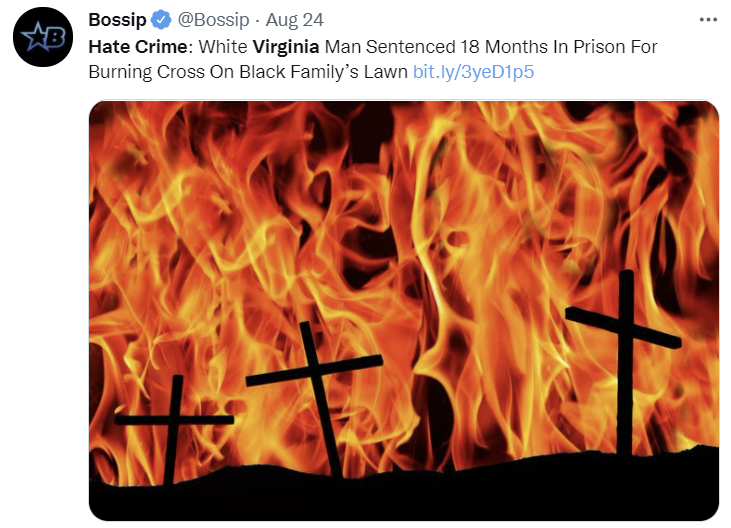 Bossip @Bossip · Aug 24
Hate Crime: White Virginia Man Sentenced 18 Months In Prison For
Burning Cross On Black Family’s Lawn bit.ly/3yeD1p5
B